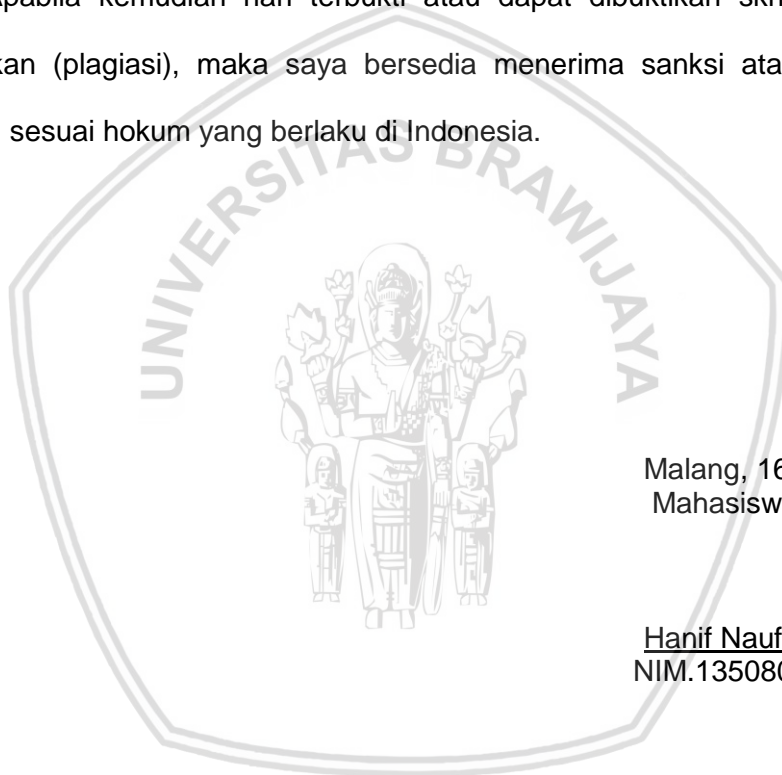 Apabila kemudian hari terbukti atau dapat dibuktikan
kan (plagiasi), maka saya bersedia menerima sanksi ata
sesuai hokum yang berlaku di Indonesia.
UNIVERSITAS BRAWIJAYA
Malang, 16
Mahasisw
Hanif Nauf
NIM.135080